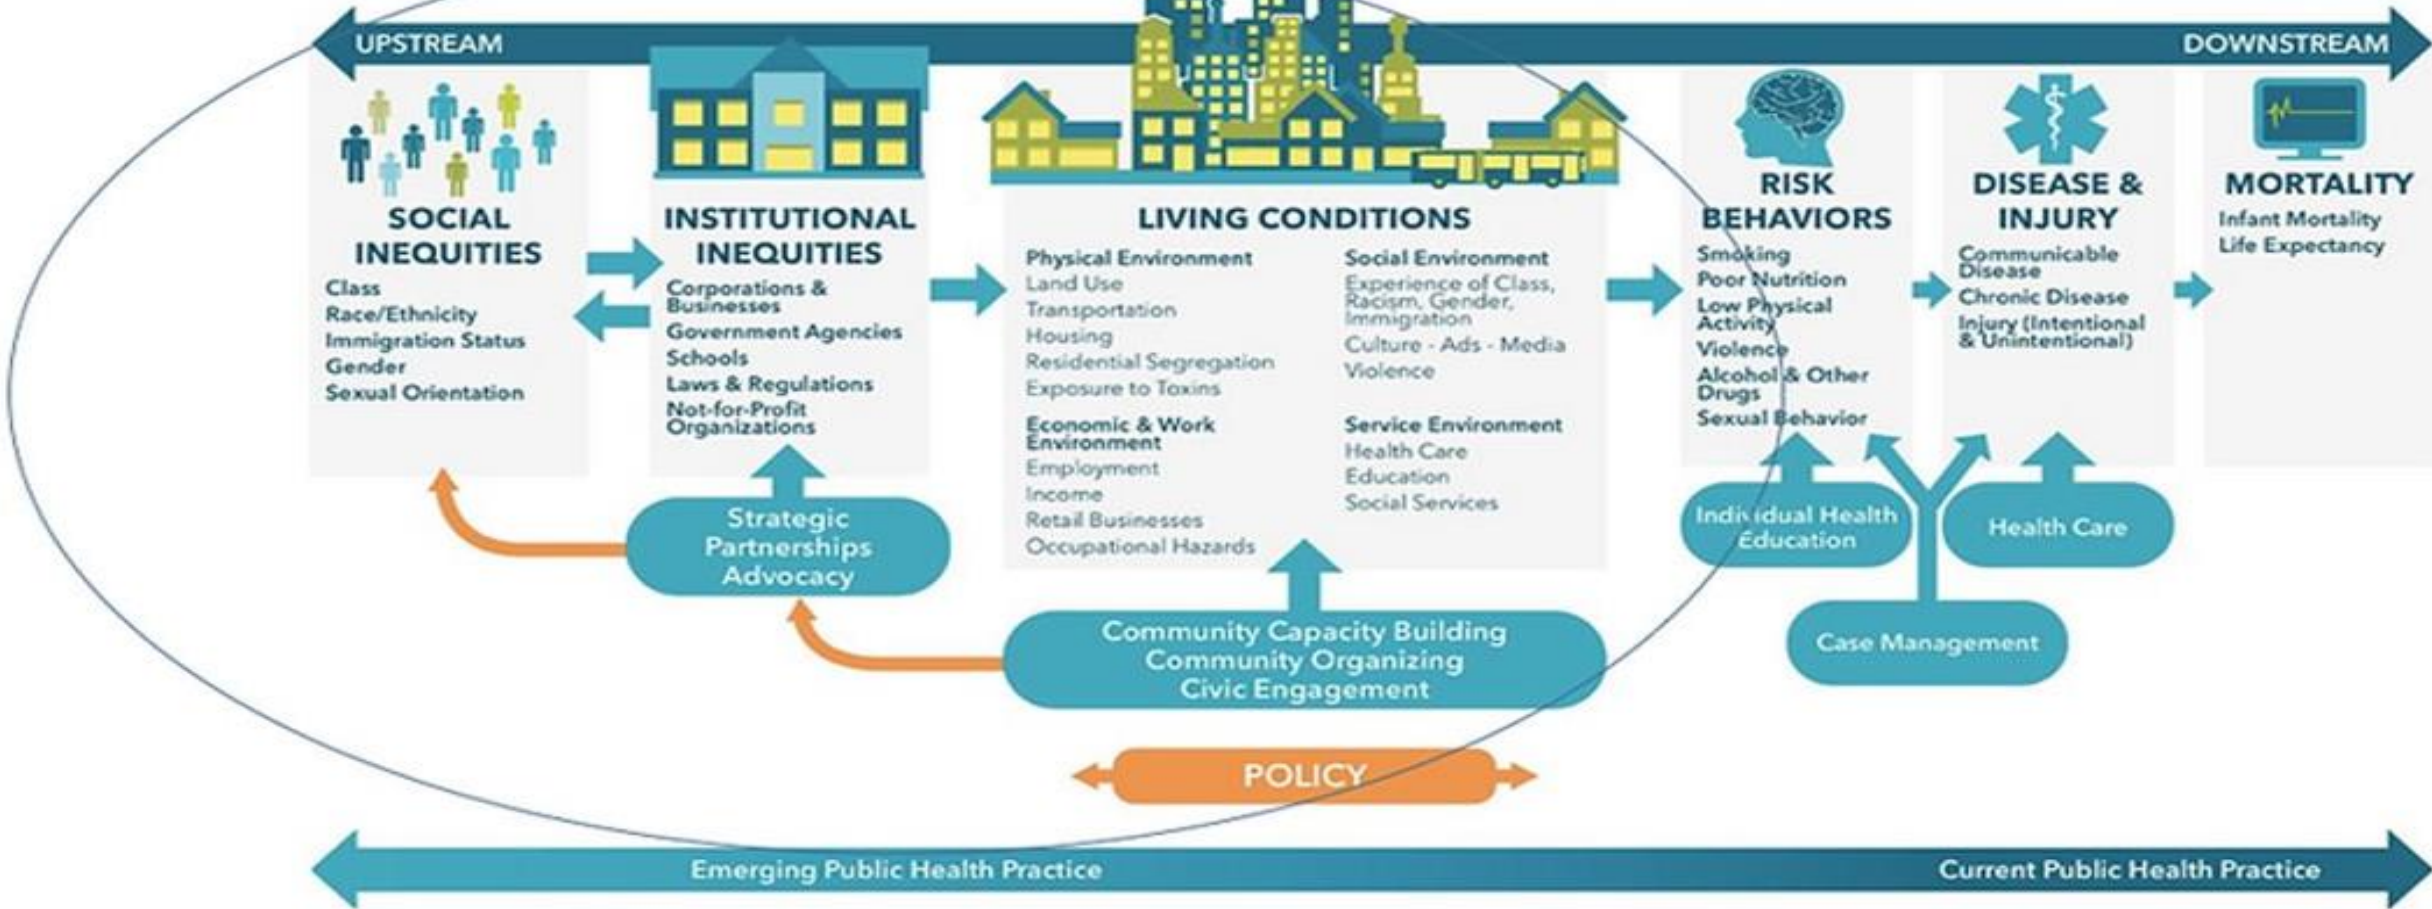 UPSTREAM
DOWNSTREAM
SOCIAL
INEQUITIES
Class
Race/Ethnicity
Immigration Status
Gender
Sexual Orientation
INSTITUTIONAL
INEQUITIES
Corporations &
Businesses
Government Agencies
Schools
Laws & Regulations
Not-for-Profit
Organizations
LIVING CONDITIONS
Physical Environment
Land Use
Transportation
Housing
Residential Segregation
Exposure to Toxins
Economic & Work
Environment
Employment
Income
Retail Businesses
Occupational Hazards
Social Environment
Experience of Class,
Racism, Gender,
Immigration
Culture - Ads - Media
Violence
Service Environment
Health Care
Education
Social Services
RISK
BEHAVIORS
Smoking
Poor Nutrition
Low Physical
Activity
Violence
Alcohol & Other
Drugs
Sexual Behavior
DISEASE &
INJURY
Communicable
Disease
Chronic Disease
Injury (Intentional
& Unintentional)
MORTALITY
Infant Mortality
Life Expectancy
Strategic
Partnerships
Advocacy
Community Capacity Building
Community Organizing
Civic Engagement
Individual Health
Education
Health Care
Case Management
POLICY
Emerging Public Health Practice
Current Public Health Practice